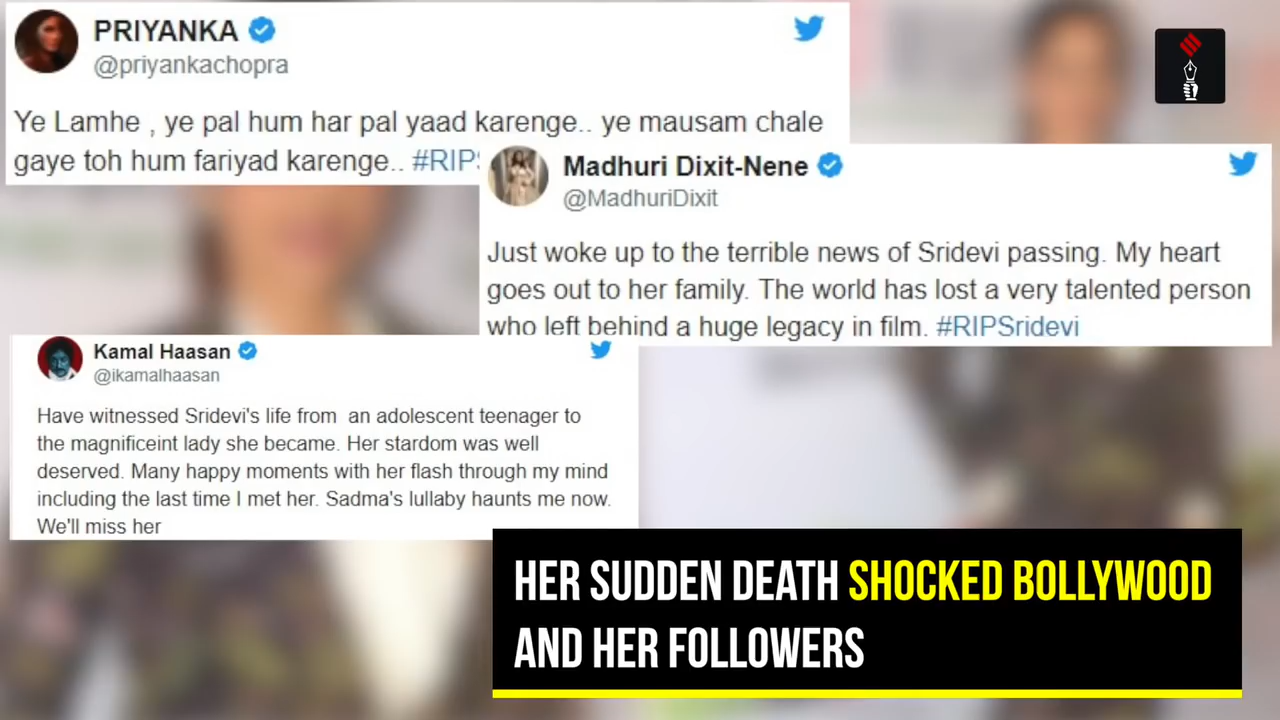 PRIYANKA
@priyankachopra
Ye Lamhe , ye pal hum har pal yaad karenge.. ye mausam chale
gaye toh hum fariyad karenge.. #RIPS
Madhuri Dixit-Nene
@MadhuriDixit
Just woke up to the terrible news of Sridevi passing. My heart
goes out to her family. The world has lost a very talented person
who left behind a huge legacy in film. #RIPSridevi
Kamal Haasan
@ikamalhaasan
Have witnessed Sridevi's life from an adolescent teenager to
the magnificeint lady she became. Her stardom was well
deserved. Many happy moments with her flash through my mind
including the last time I met her. Sadma's lullaby haunts me now.
We'll miss her
HER SUDDEN DEATH SHOCKED BOLLYWOOD
AND HER FOLLOWERS